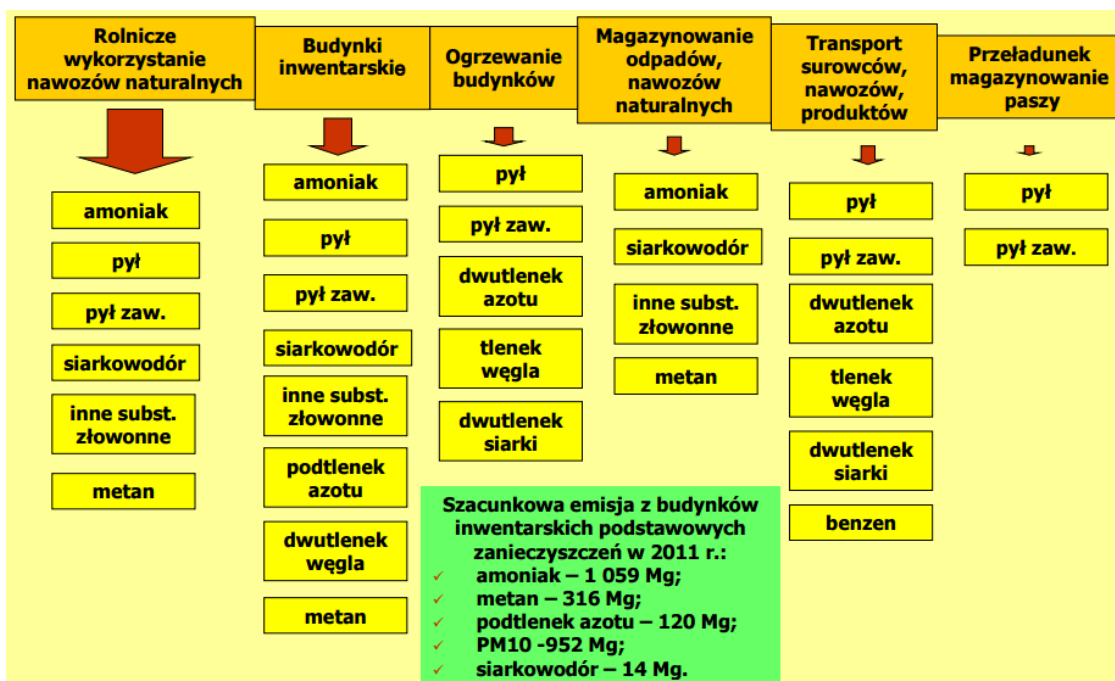 Rolnicze
wykorzystanie
nawozów naturalnych
amoniak
pył
pył zaw.
siarkowodór
inne subst.
złowonne
metan
Budynki
inwentarskie
amoniak
pył
pył zaw.
siarkowodór
inne subst.
złowonne
podtlenek
azotu
dwutlenek
węgla
metan
Ogrzewanie
budynków
pył
pył zaw.
dwutlenek
azotu
tlenek
węgla
dwutlenek
siarki
Magazynowanie
odpadów,
nawozów
naturalnych
amoniak
siarkowodór
inne subst.
złowonne
metan
Transport
surowców,
nawozów,
produktów
pył
pył zaw.
dwutlenek
azotu
tlenek
węgla
dwutlenek
siarki
benzen
Przeładunek
magazynowanie
paszy
pył
pył zaw.
Szacunkowa emisja z budynków
inwentarskich podstawowych
zanieczyszczeń w 2011 r.:
✓ amoniak – 1 059 Mg;
✓ metan – 316 Mg;
✓ podtlenek azotu – 120 Mg;
✓ PM10 -952 Mg;
✓ siarkowodór – 14 Mg.